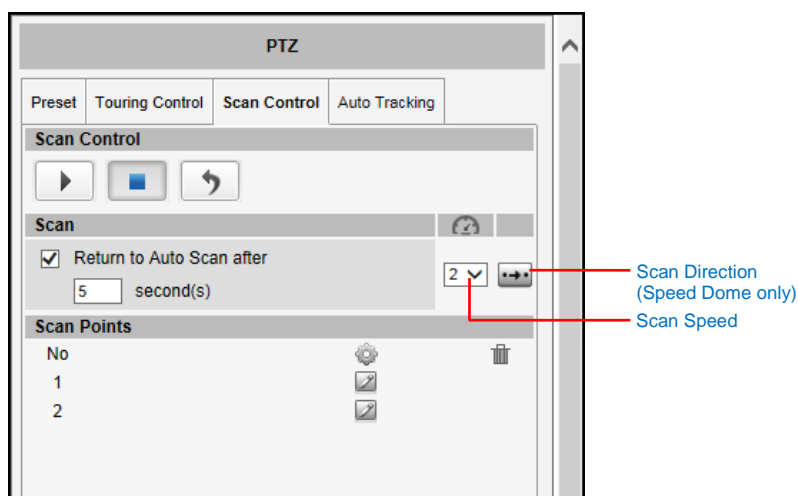 PTZ
Preset Touring Control Scan Control Auto Tracking
Scan Control
Scan
Return to Auto Scan after
5 second(s)
2
Scan Direction
(Speed Dome only)
Scan Speed
Scan Points
No
1
2